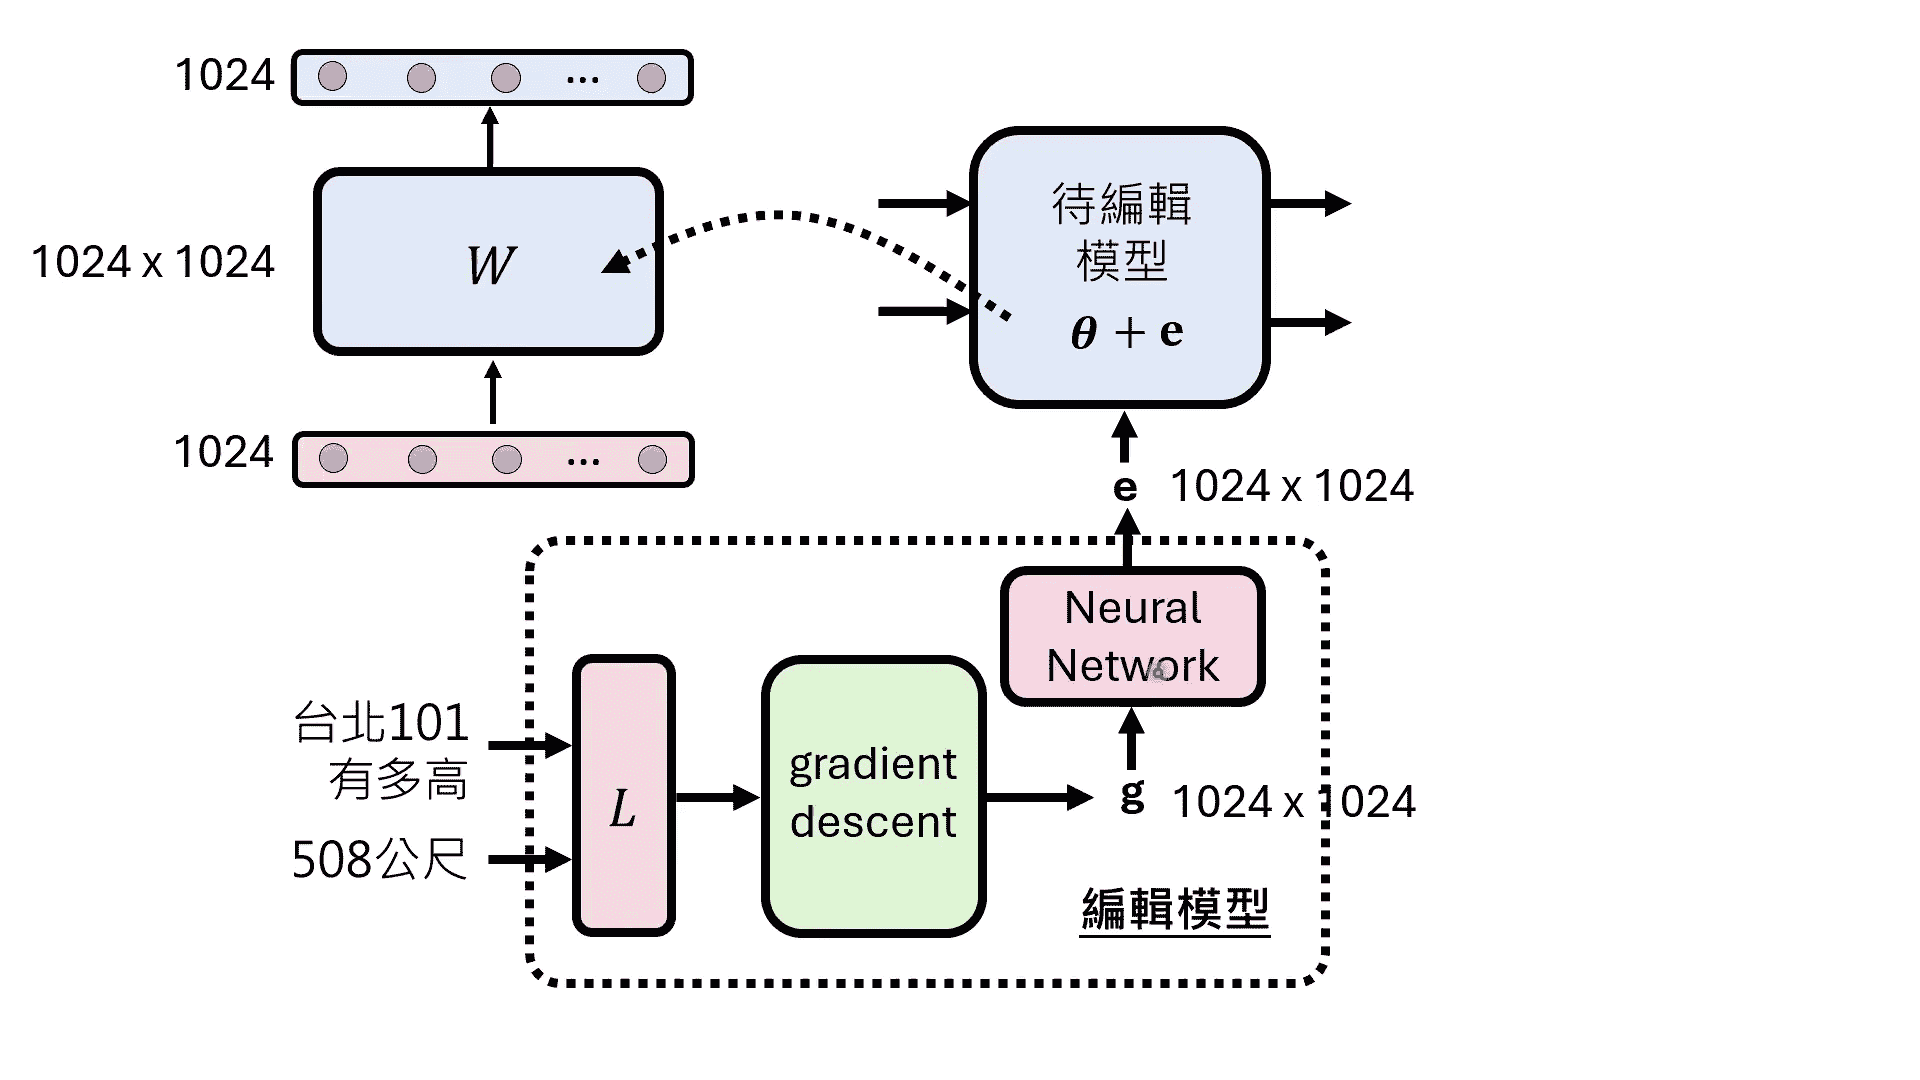 1024
...
1024 x 1024
W
1024
...
待編輯
模型
θ + e
e 1024 x 1024
Neural
Network
台北101
有多高
508公尺
L
gradient
descent
g 1024 x 1024
編輯模型